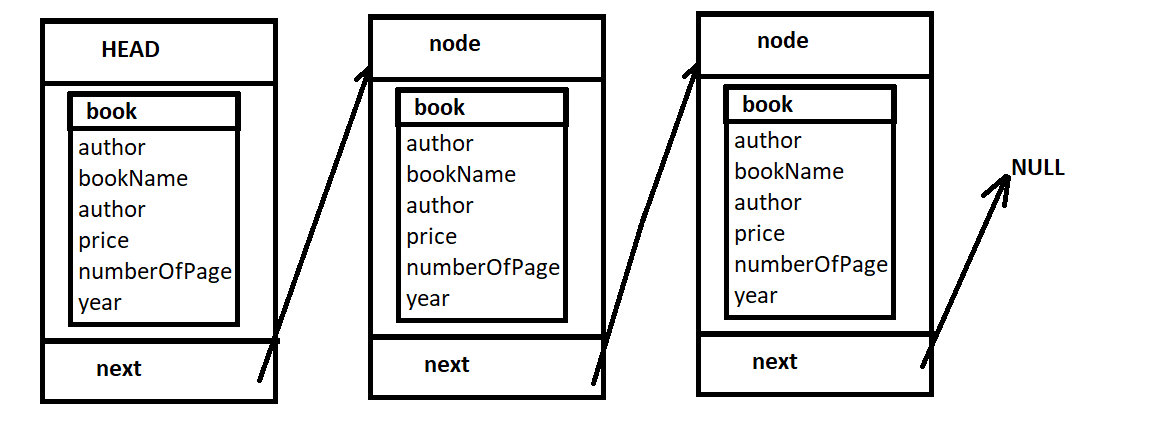 HEAD
book
author
bookName
author
price
numberOfPage
year
next
node
book
author
bookName
author
price
numberOfPage
year
next
node
book
author
bookName
author
price
numberOfPage
year
next
NULL